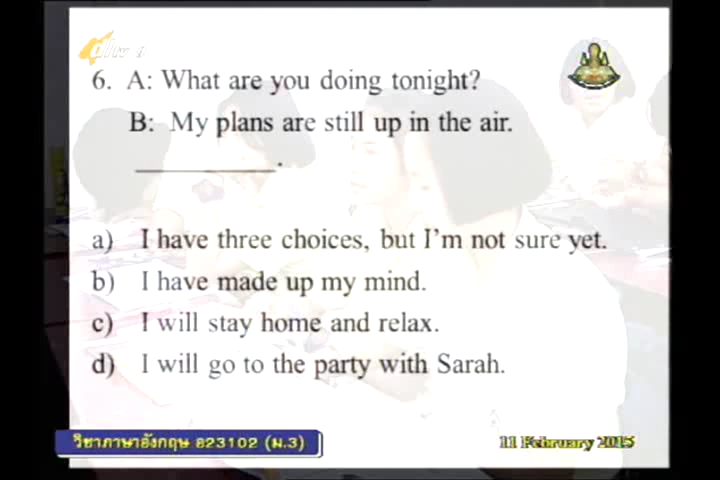 6. A: What are you doing tonight?
B: My plans are still up in the air.
__________.
a) I have three choices, but I'm not sure yet.
b) I have made up my mind.
c) I will stay home and relax.
d) I will go to the party with Sarah.
วิชาภาษาอังกฤษ อ23102 (ม.3)
11 February 2015